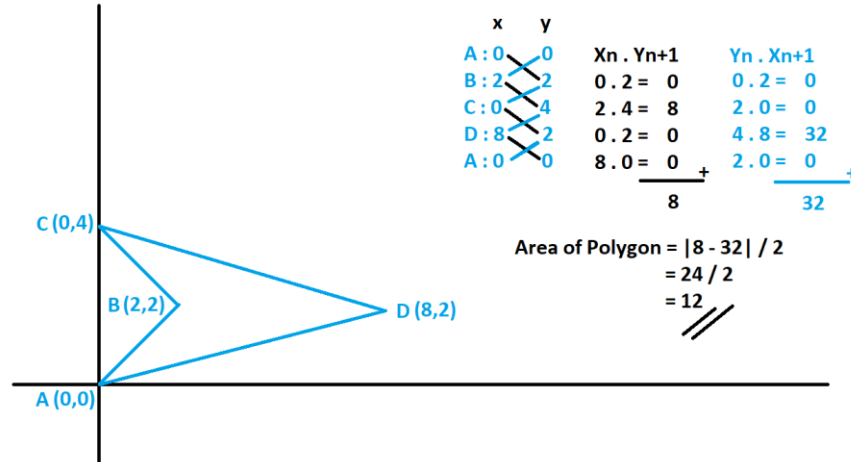 x y
A : 0 0
B : 2 2
C : 0 4
D : 8 2
A : 0 0
Xn . Yn+1
0 . 2 = 0
2 . 4 = 8
0 . 2 = 0
8 . 0 = 0
+
8
Yn . Xn+1
0 . 2 = 0
2 . 0 = 0
4 . 8 = 32
2 . 0 = 0
+
32
Area of Polygon = |8 - 32| / 2
= 24 / 2
= 12
C (0,4)
B (2,2)
D (8,2)
A (0,0)